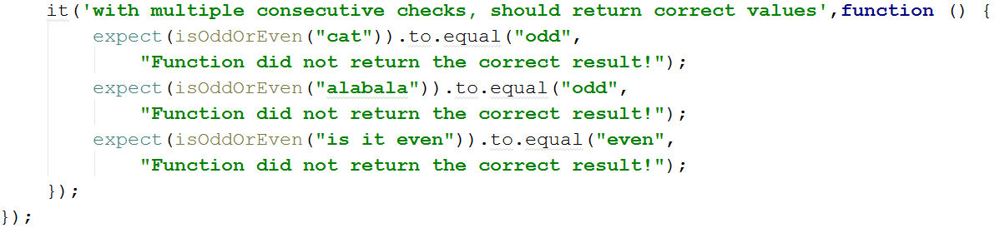 it('with multiple consecutive checks, should return correct values',function () {
expect(isOddOrEven("cat")).to.equal("odd",
"Function did not return the correct result!");
expect(isOddOrEven("alabala")).to.equal("odd",
"Function did not return the correct result!");
expect(isOddOrEven("is it even")).to.equal("even",
"Function did not return the correct result!");
});
});